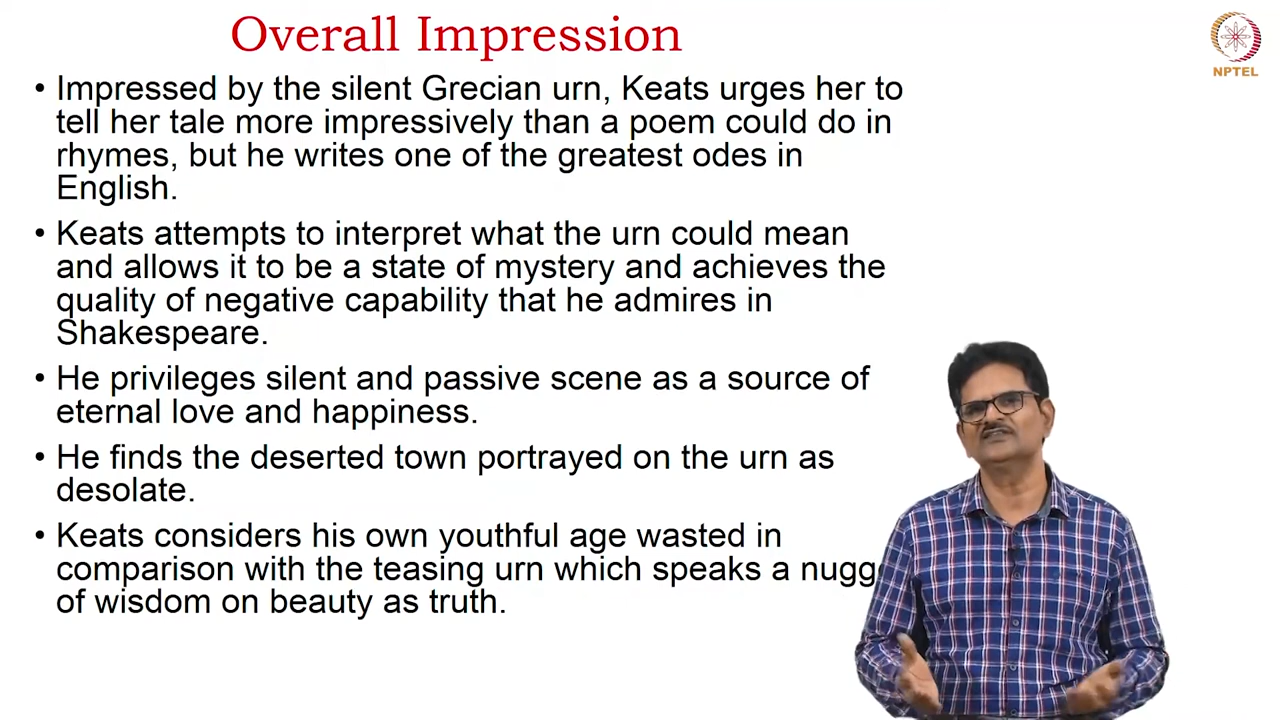 Overall Impression
NPTEL
• Impressed by the silent Grecian urn, Keats urges her to
tell her tale more impressively than a poem could do in
rhymes, but he writes one of the greatest odes in
English.
• Keats attempts to interpret what the urn could mean
and allows it to be a state of mystery and achieves the
quality of negative capability that he admires in
Shakespeare.
• He privileges silent and passive scene as a source of
eternal love and happiness.
• He finds the deserted town portrayed on the urn as
desolate.
• Keats considers his own youthful age wasted in
comparison with the teasing urn which speaks a
of wisdom on beauty as truth.